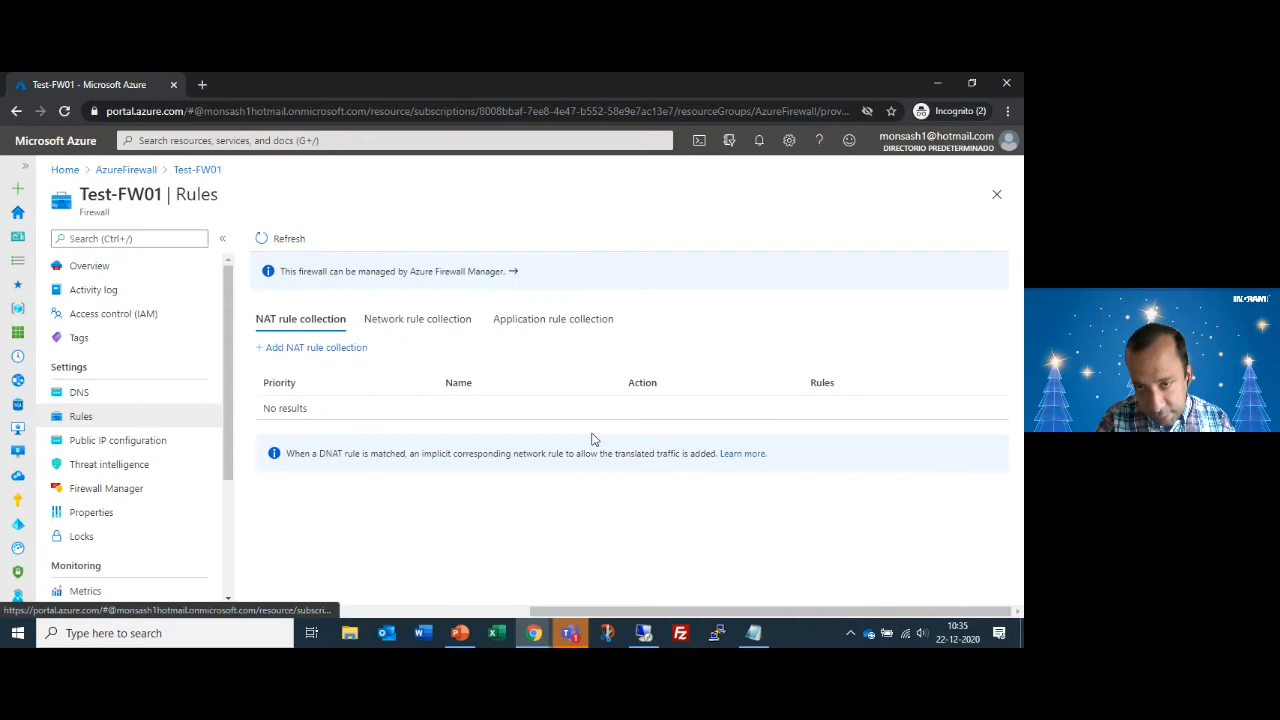 Test-FW01 - Microsoft Azure
portal.azure.com/#@monsash1hotmail.onmicrosoft.com/resource/subscriptions/8008bbaf-7ee8-4e47-b552-58e9e7ac13e7/resourceGroups/AzureFirewall/prov...
Incognito (2)
Microsoft Azure
Search resources, services, and docs (G+/)
monsash1@hotmail.com
DIRECTORIO PREDETERMINADO
Home > AzureFirewall > Test-FW01
Test-FW01 | Rules
Firewall
Search (Ctrl+/)
Overview
Activity log
Access control (IAM)
Tags
Settings
DNS
Rules
Public IP configuration
Threat intelligence
Firewall Manager
Properties
Locks
Monitoring
Metrics
Refresh
This firewall can be managed by Azure Firewall Manager. →
NAT rule collection Network rule collection Application rule collection
+ Add NAT rule collection
Priority Name Action Rules
No results
When a DNAT rule is matched, an implicit corresponding network rule to allow the translated traffic is added. Learn more.
https://portal.azure.com/#@monsash1hotmail.onmicrosoft.com/resource/subscri...
Type here to search
10:35
22-12-2020
INGRAM